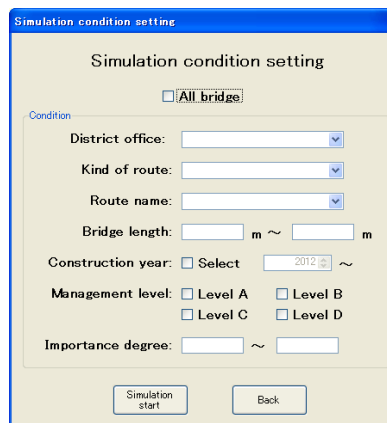 Simulation condition setting
Simulation condition setting
All bridge
Condition
District office:
Kind of route:
Route name:
Bridge length: m ~ m
Construction year: Select 2012 ~
Management level: Level A Level B
Level C Level D
Importance degree: ~
Simulation
start
Back